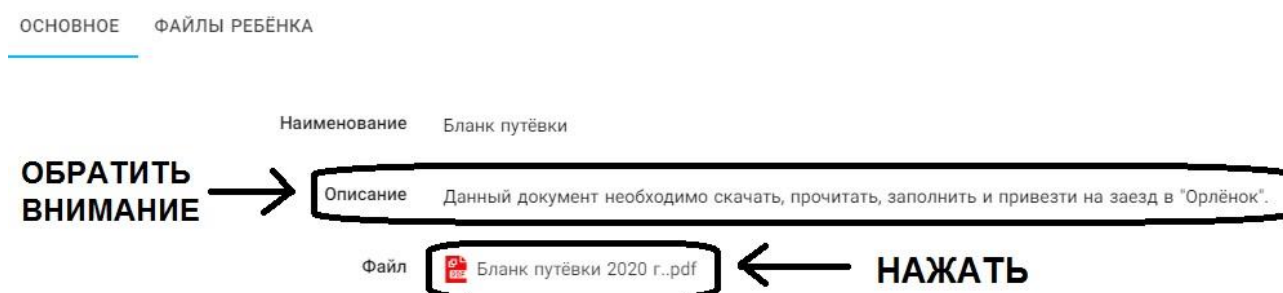 ОСНОВНОЕ ФАЙЛЫ РЕБЁНКА
Наименование Бланк путёвки
ОБРАТИТЬ
ВНИМАНИЕ
Описание Данный документ необходимо скачать, прочитать, заполнить и привезти на заезд в "Орлёнок".
Файл Бланк путёвки 2020 г..pdf НАЖАТЬ